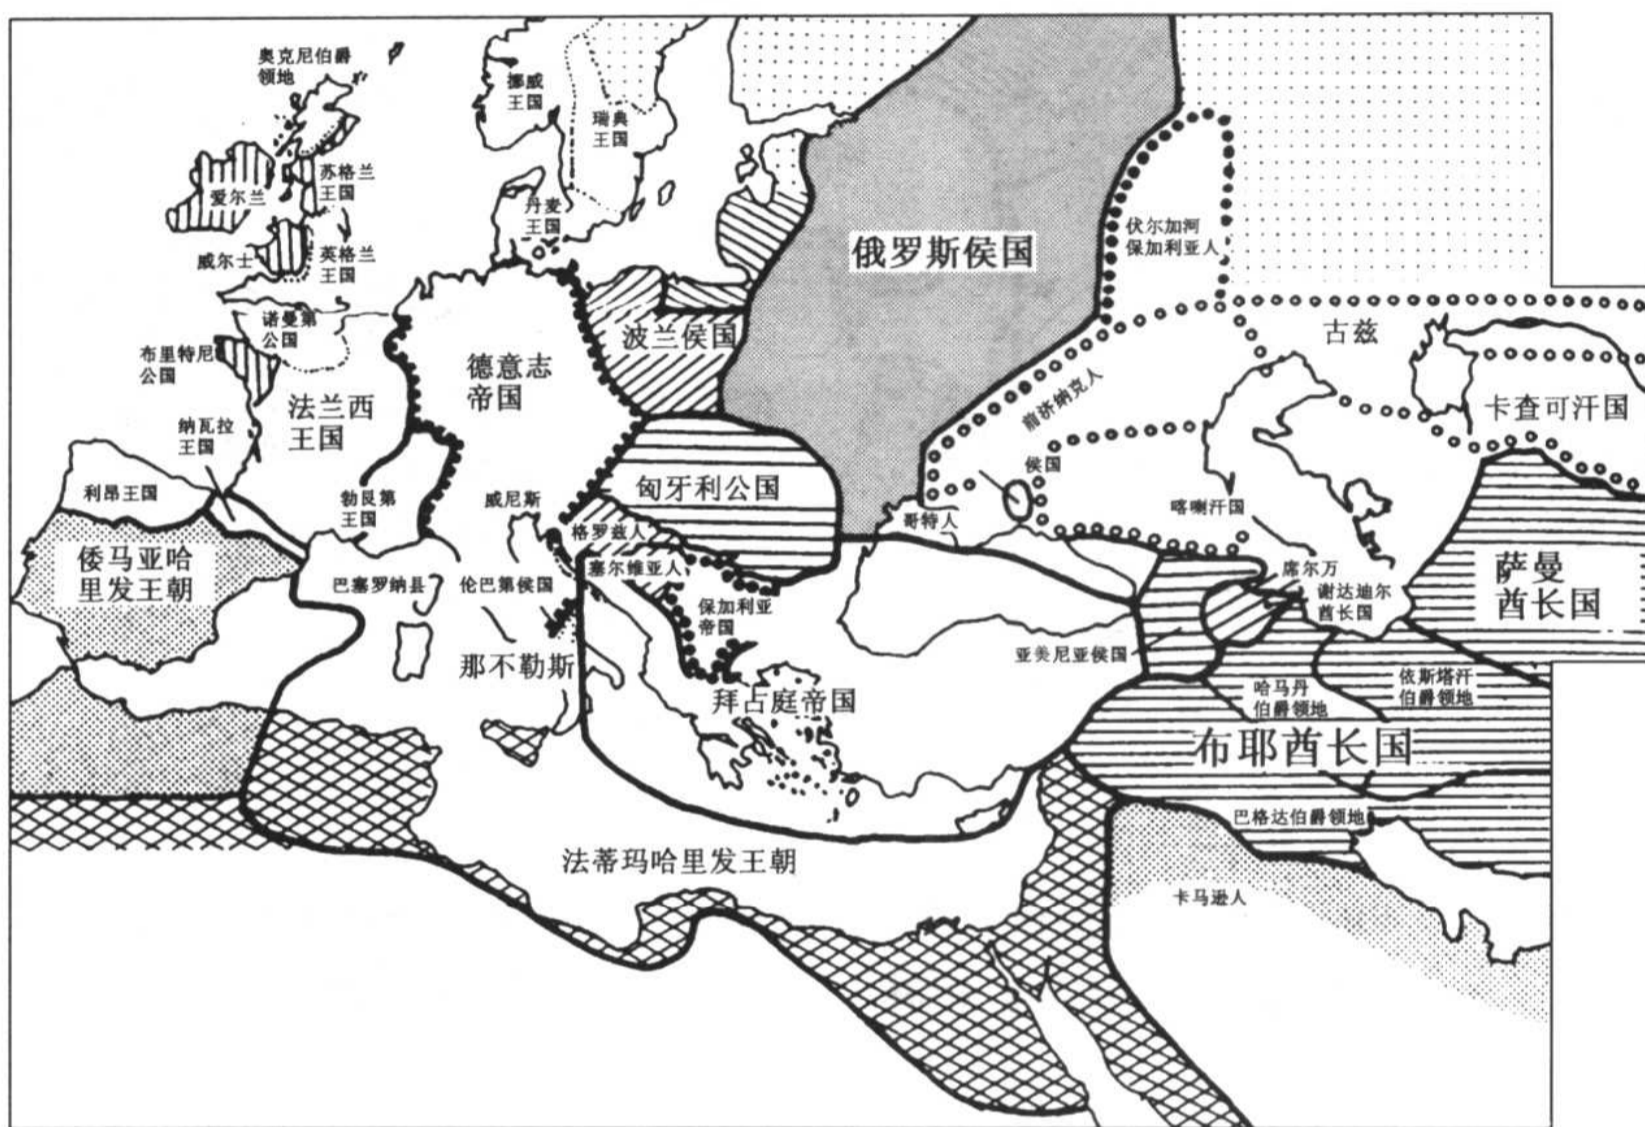 奥克尼伯爵
领地
挪威
王国
瑞典
王国
苏格兰
王国
爱尔兰
丹麦
王国
威尔士
英格兰
王国
俄罗斯侯国
伏尔加河
保加利亚人
诺曼第
公国
布里特尼
公国
波兰侯国
古兹
德意志
帝国
法兰西
王国
纳瓦拉
王国
卡查可汗国
侯国
利昂王国
勃艮第
王国
威尼斯
匈牙利公国
喀喇汗国
哥特人
格罗兹人
倭马亚哈
里发王朝
巴塞罗纳县
伦巴第侯国
塞尔维亚人
保加利亚
帝国
席尔万
谢达迪尔
酋长国
萨曼
酋长国
亚美尼亚侯国
那不勒斯
拜占庭帝国
哈马丹
伯爵领地
依斯塔汗
伯爵领地
布耶酋长国
巴格达伯爵领地
法蒂玛哈里发王朝
卡马逊人